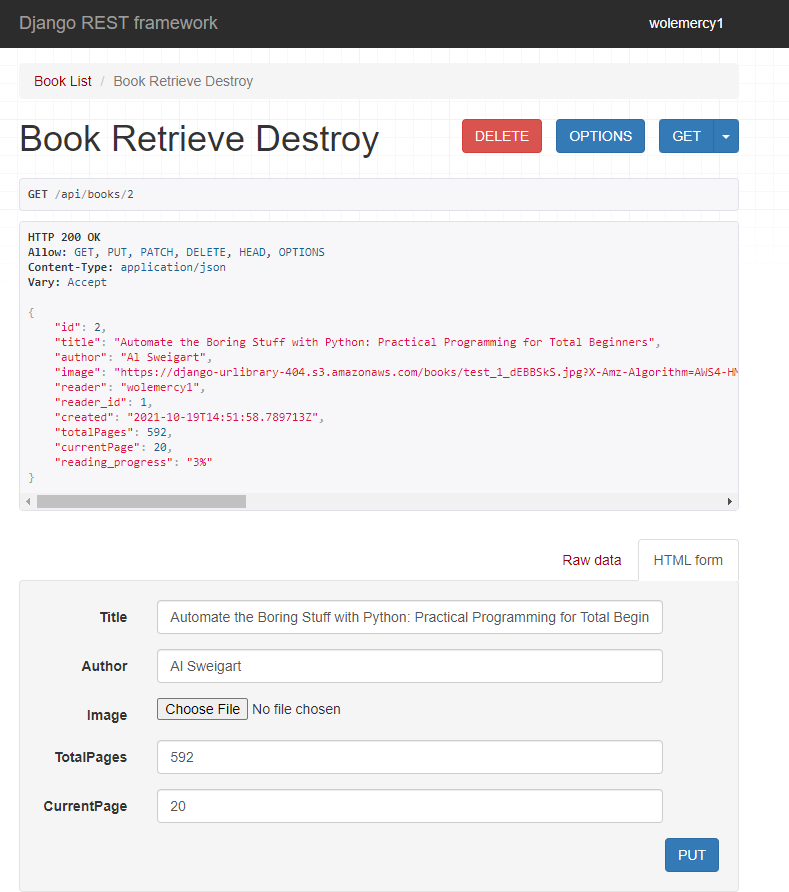 Django REST framework
wolemercy1
Book List / Book Retrieve Destroy
Book Retrieve Destroy
DELETE
OPTIONS
GET
GET /api/books/2
HTTP 200 OK
Allow: GET, PUT, PATCH, DELETE, HEAD, OPTIONS
Content-Type: application/json
Vary: Accept
{
"id": 2,
"title": "Automate the Boring Stuff with Python: Practical Programming for Total Beginners",
"author": "Al Sweigart",
"image": "https://django-urlibrary-404.s3.amazonaws.com/books/test_1_dEBBSkS.jpg?X-Amz-Algorithm=AWS4-HM
"reader": "wolemercy1",
"reader_id": 1,
"created": "2021-10-19T14:51:58.789713Z",
"totalPages": 592,
"currentPage": 20,
"reading_progress": "3%"
}
Raw data
HTML form
Title
Automate the Boring Stuff with Python: Practical Programming for Total Begin
Author
Al Sweigart
Image
Choose File No file chosen
TotalPages
592
CurrentPage
20
PUT